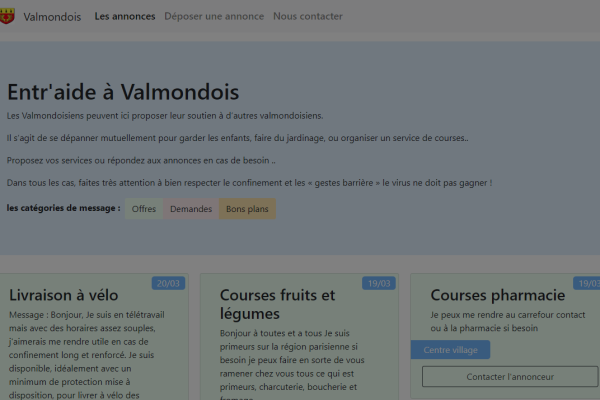 Valmondois Les annonces Déposer une annonce Nous contacter
Entr'aide à Valmondois
Les Valmondoisiens peuvent ici proposer leur soutien à d'autres valmondoisiens.
Il s'agit de se dépanner mutuellement pour garder les enfants, faire du jardinage, ou organiser un service de courses..
Proposez vos services ou répondez aux annonces en cas de besoin ..
Dans tous les cas, faites très attention à bien respecter le confinement et les « gestes barrière » le virus ne doit pas gagner !
les catégories de message : Offres Demandes Bons plans
20/03
Livraison à vélo
Message : Bonjour, Je suis en télétravail
mais avec des horaires assez souples,
j'aimerais me rendre utile en cas de
confinement long et renforcé. Je suis
disponible, idéalement avec un
minimum de protection mise à
disposition, pour livrer à vélo des
19/03
Courses fruits et
légumes
Bonjour à toutes et a tous Je suis
primeurs sur la région parisienne si
besoin je peux faire en sorte de vous
ramener chez vous tous ce qui est
primeurs, charcuterie, boucherie et
fromage
19/03
Courses pharmacie
Je peux me rendre au carrefour contact
ou à la pharmacie si besoin
Centre village
Contacter l'annonceur